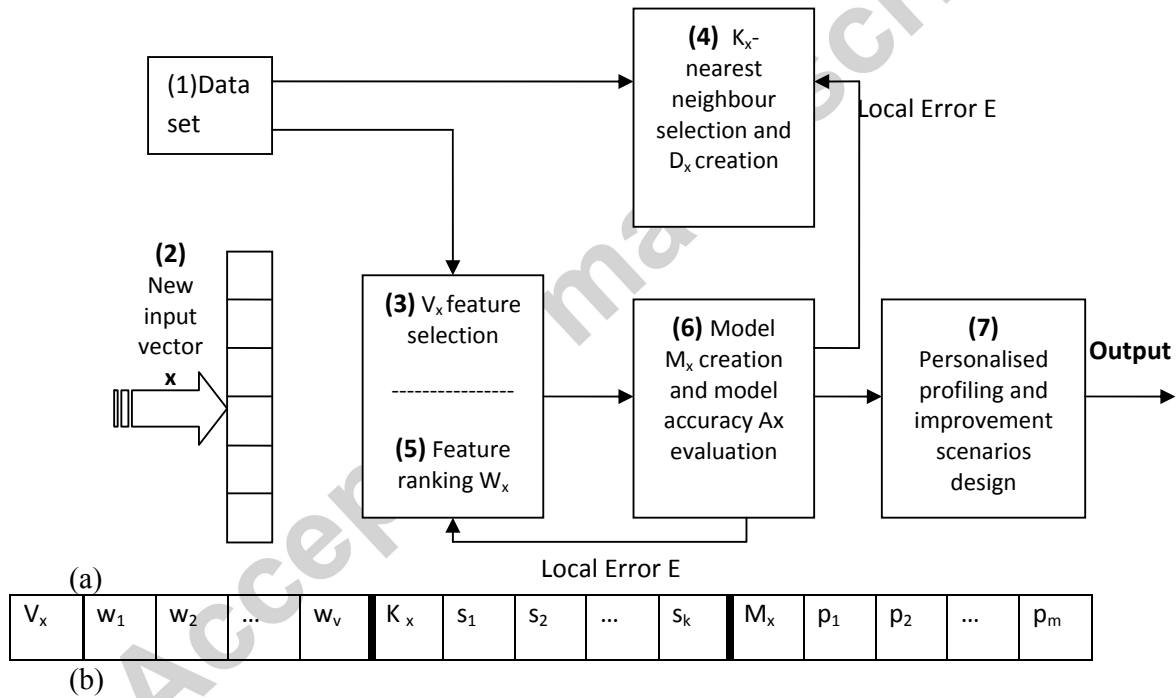 (1)Data
set
(4) Kx-
nearest
neighbour
selection and
Dx creation
Local Error E
(2)
New
input
vector
x
(3) Vx feature
selection
----------------
(5) Feature
ranking Wx
(6) Model
Mx creation
and model
accuracy Ax
evaluation
(7)
Personalised
profiling and
improvement
scenarios
design
Output
Local Error E
(a)
Vx w1 w2 ... wv K x s1 s2 ... sk Mx p1 p2 ... pm
(b)